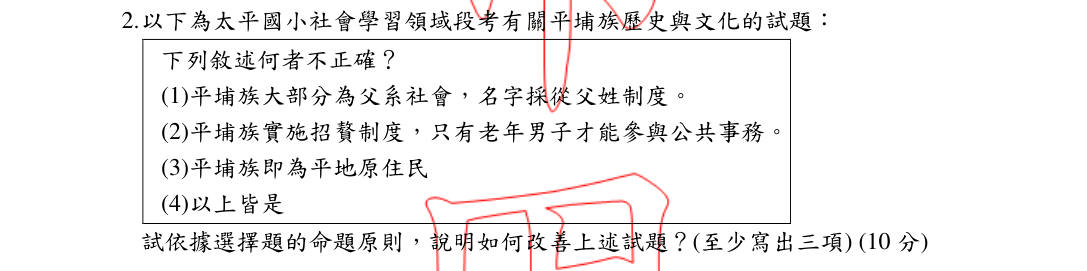 2.以下為太平國小社會學習領域段考有關平埔族歷史與文化的試題：
下列敘述何者不正確？
(1)平埔族大部分為父系社會，名字採從父姓制度。
(2)平埔族實施招贅制度，只有老年男子才能參與公共事務。
(3)平埔族即為平地原住民
(4)以上皆是
試依據選擇題的命題原則，說明如何改善上述試題？(至少寫出三項) (10 分)